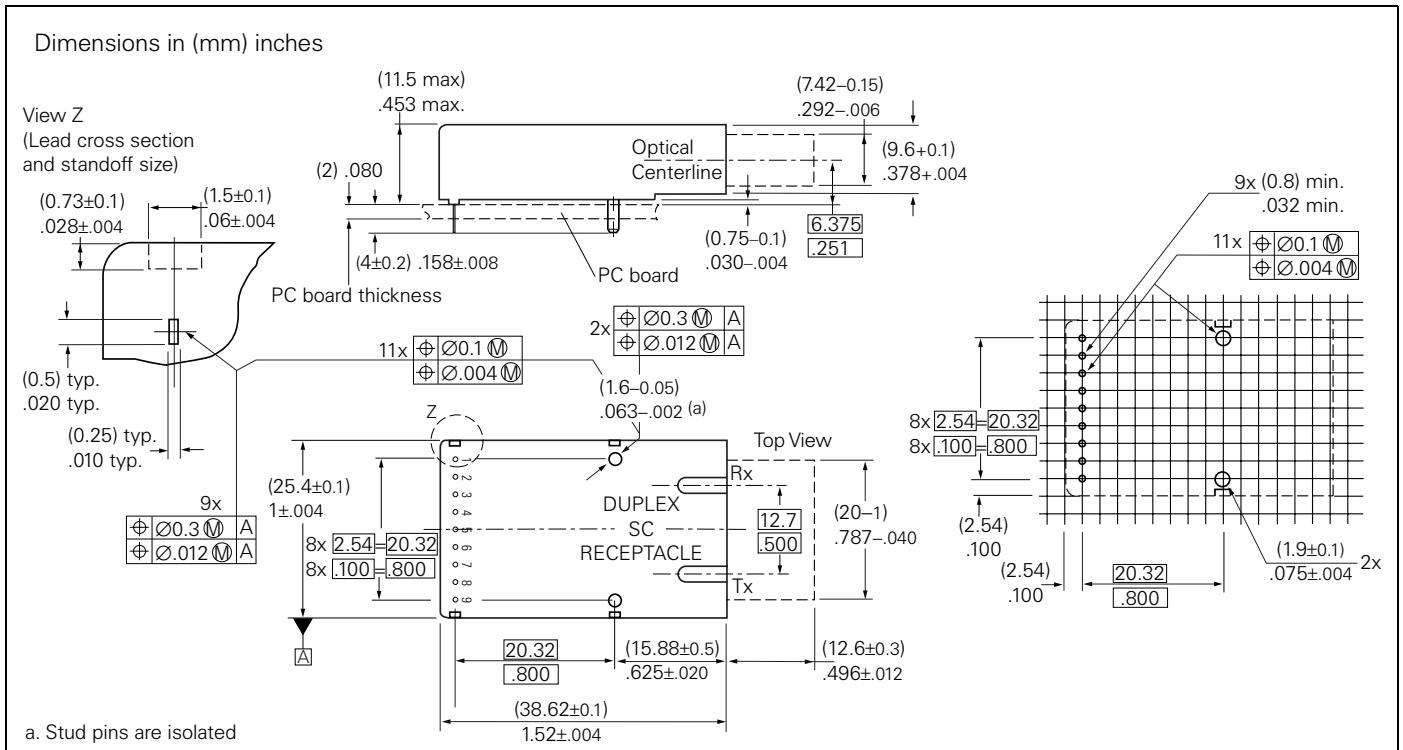 Dimensions in (mm) inches
View Z
(Lead cross section
and standoff size)
(11.5 max)
.453 max.
(7.42–0.15)
.292–.006
Optical
Centerline
(9.6+0.1)
.378+.004
(2) .080
(0.73±0.1)
.028±.004
(1.5±0.1)
.06±.004
(4±0.2) .158±.008
PC board
PC board thickness
(0.75–0.1)
.030–.004
6.375
.251
9x (0.8) min.
.032 min.
11x ⌖ Ø0.1 Ⓜ
⌖ Ø.004 Ⓜ
2x ⌖ Ø0.3 Ⓜ A
⌖ Ø.012 Ⓜ A
11x ⌖ Ø0.1 Ⓜ
⌖ Ø.004 Ⓜ
(1.6–0.05)
.063–.002 (a)
(0.5) typ.
.020 typ.
(0.25) typ.
.010 typ.
9x
⌖ Ø0.3 Ⓜ A
⌖ Ø.012 Ⓜ A
Z
Top View
(25.4±0.1)
1±.004
8x 2.54=20.32
8x .100=.800
1
2
3
4
5
6
7
8
9
Rx
DUPLEX
SC
RECEPTACLE
Tx
12.7
.500
(20–1)
.787–.040
A
20.32
.800
(15.88±0.5)
.625±.020
(12.6±0.3)
.496±.012
(38.62±0.1)
1.52±.004
8x 2.54=20.32
8x .100=.800
(2.54)
.100
(2.54)
.100
20.32
.800
(1.9±0.1)
.075±.004 2x
a. Stud pins are isolated